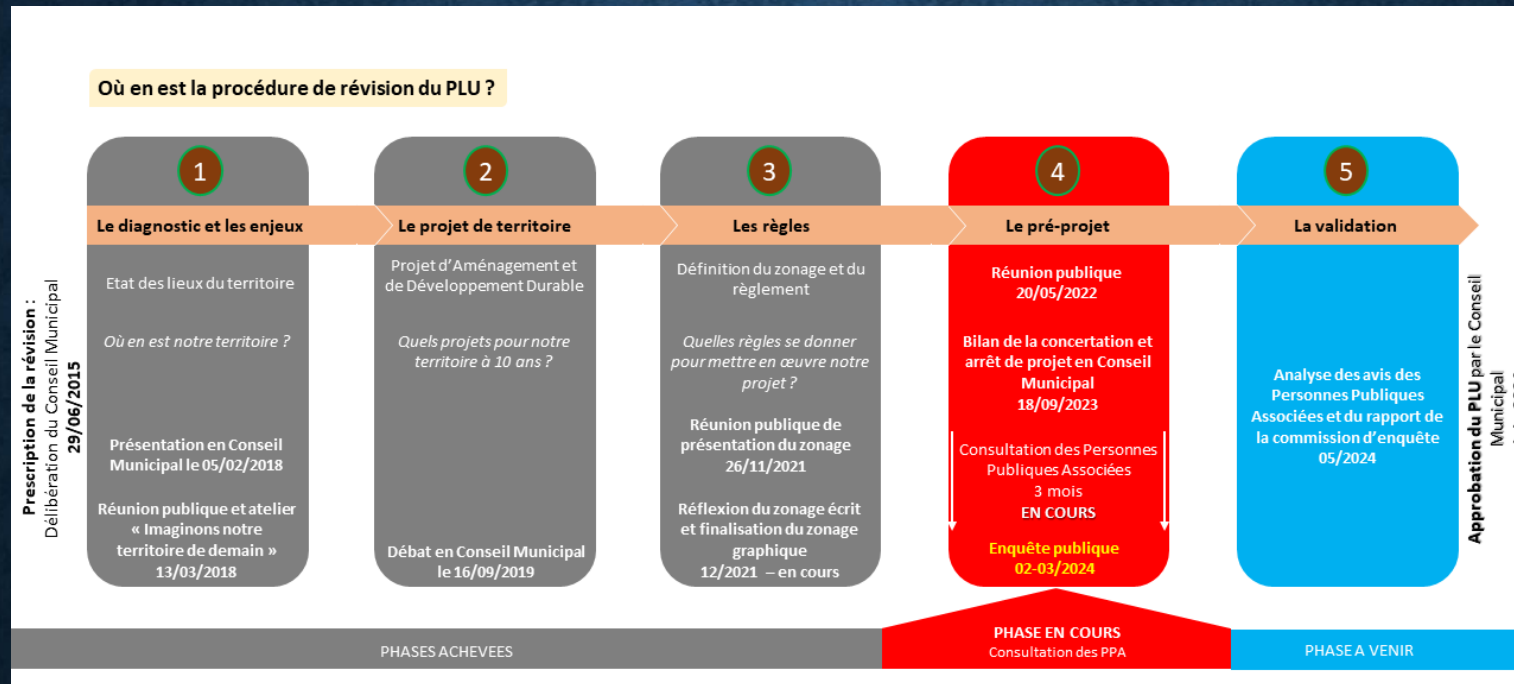 Où en est la procédure de révision du PLU ?
Prescription de la révision :
Délibération du Conseil Municipal
29/06/2015
1
Le diagnostic et les enjeux
Etat des lieux du territoire
Où en est notre territoire ?
Présentation en Conseil
Municipal le 05/02/2018
Réunion publique et atelier
« Imaginons notre
territoire de demain »
13/03/2018
2
Le projet de territoire
Projet d’Aménagement et
de Développement Durable
Quels projets pour notre
territoire à 10 ans ?
Débat en Conseil Municipal
le 16/09/2019
3
Les règles
Définition du zonage et du
règlement
Quelles règles se donner
pour mettre en œuvre notre
projet ?
Réunion publique de
présentation du zonage
26/11/2021
Réflexion du zonage écrit
et finalisation du zonage
graphique
12/2021 – en cours
4
Le pré-projet
Réunion publique
20/05/2022
Bilan de la concertation et
arrêt de projet en Conseil
Municipal
18/09/2023
Consultation des Personnes
Publiques Associées
3 mois
EN COURS
Enquête publique
02-03/2024
5
La validation
Analyse des avis des
Personnes Publiques
Associées et du rapport de
la commission d’enquête
05/2024
Approbation du PLU par le Conseil
Municipal
PHASES ACHEVEES
PHASE EN COURS
Consultation des PPA
PHASE A VENIR